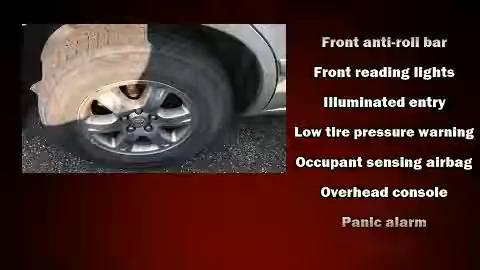 Front anti-roll bar
Front reading lights
Illuminated entry
Low tire pressure warning
Occupant sensing airbag
Overhead console
Panic alarm